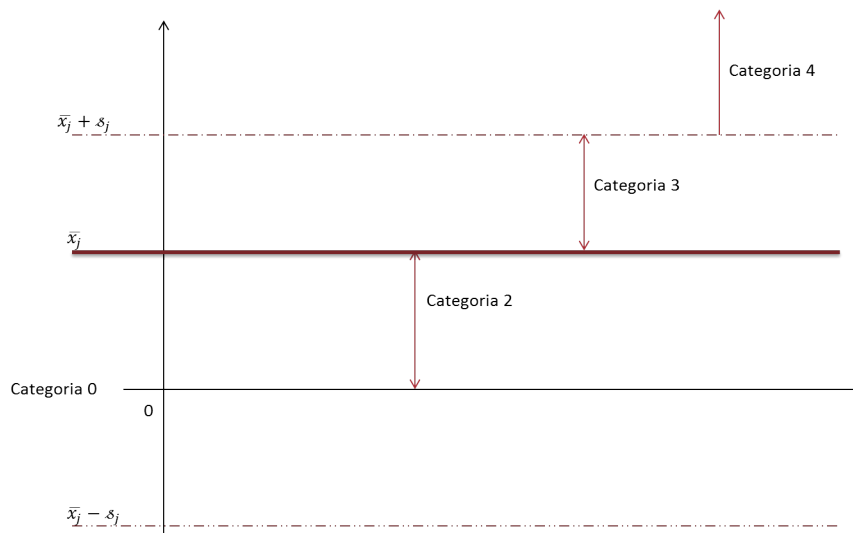 Categoria 4
x̄ⱼ + 𝓈ⱼ
Categoria 3
x̄ⱼ
Categoria 2
Categoria 0
0
x̄ⱼ − 𝓈ⱼ